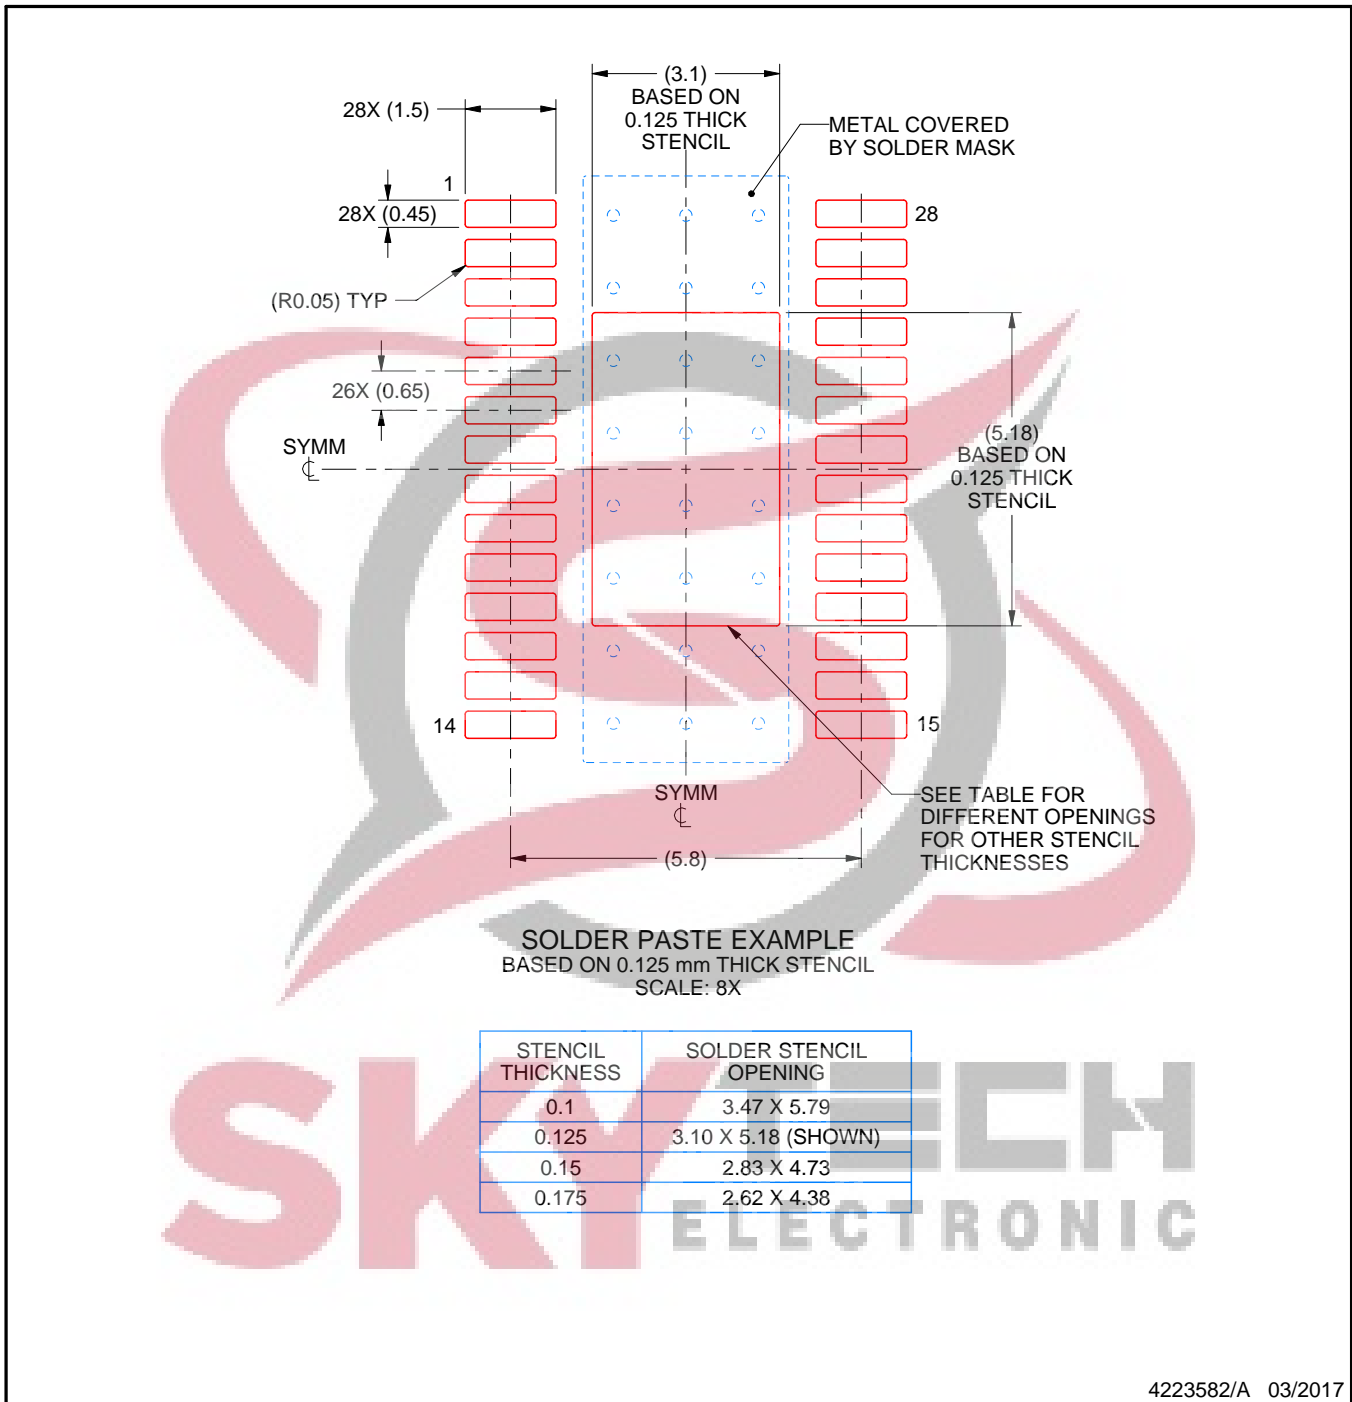 (3.1)
BASED ON
0.125 THICK
STENCIL
28X (1.5)
METAL COVERED
BY SOLDER MASK
1
28X (0.45)
28
(R0.05) TYP
26X (0.65)
SYMM
(5.18)
BASED ON
0.125 THICK
STENCIL
14
15
SYMM
SEE TABLE FOR
DIFFERENT OPENINGS
FOR OTHER STENCIL
THICKNESSES
(5.8)
SOLDER PASTE EXAMPLE
BASED ON 0.125 mm THICK STENCIL
SCALE: 8X
STENCIL THICKNESS
SOLDER STENCIL OPENING
0.1 3.47 X 5.79
0.125 3.10 X 5.18 (SHOWN)
0.15 2.83 X 4.73
0.175 2.62 X 4.38
SKY TECH
ELECTRONIC
4223582/A 03/2017